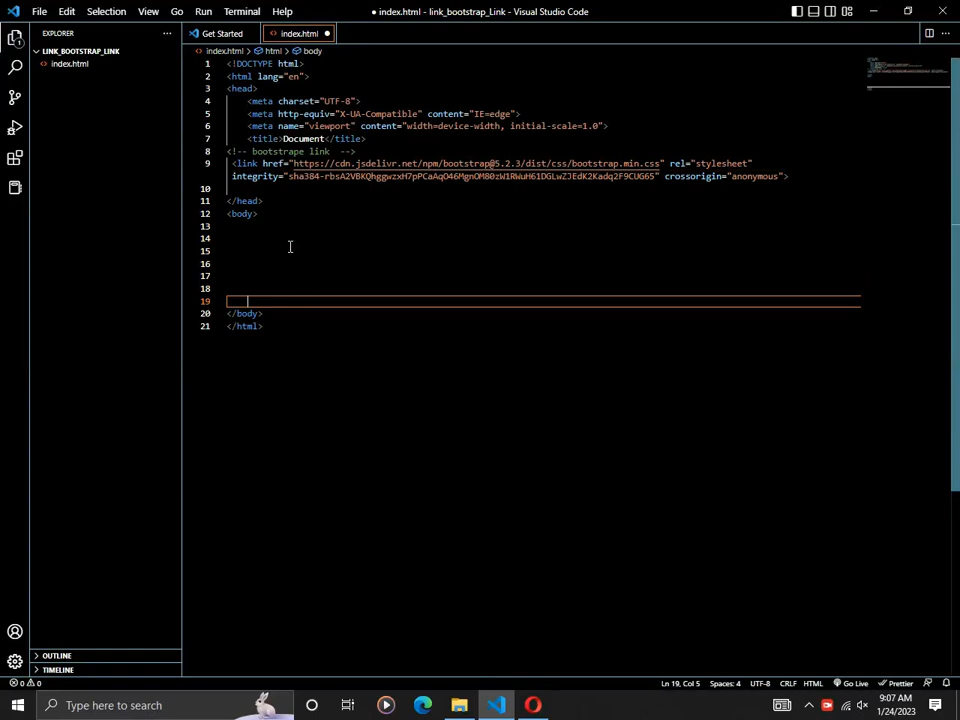 File Edit Selection View Go Run Terminal Help ● index.html - link_bootstrap_Link - Visual Studio Code
EXPLORER ··· Get Started <> index.html ●
LINK_BOOTSTRAP_LINK
<> index.html
<> index.html > html > body
1 <!DOCTYPE html>
2 <html lang="en">
3 <head>
4 <meta charset="UTF-8">
5 <meta http-equiv="X-UA-Compatible" content="IE=edge">
6 <meta name="viewport" content="width=device-width, initial-scale=1.0">
7 <title>Document</title>
8 <!-- bootstrape link -->
9 <link href="https://cdn.jsdelivr.net/npm/bootstrap@5.2.3/dist/css/bootstrap.min.css" rel="stylesheet"
integrity="sha384-rbsA2VBKQhggwzxH7pPCaAqO46MgnOM80zW1RWuH61DGLwZJEdK2Kadq2F9CUG65" crossorigin="anonymous">
10
11 </head>
12 <body>
13
14
15
16
17
18
19
20 </body>
21 </html>
OUTLINE
TIMELINE
0 0 Ln 19, Col 5 Spaces: 4 UTF-8 CRLF HTML Go Live Prettier
Type here to search
9:07 AM
1/24/2023